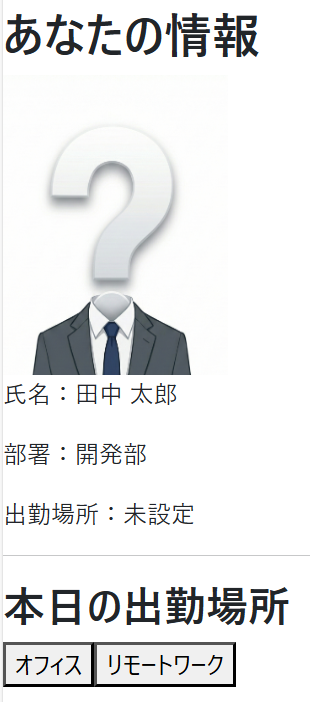 あなたの情報
氏名：田中 太郎
部署：開発部
出勤場所：未設定
本日の出勤場所
オフィス リモートワーク